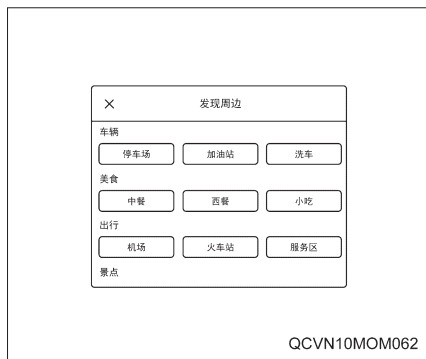 × 发现周边
车辆
停车场 加油站 洗车
美食
中餐 西餐 小吃
出行
机场 火车站 服务区
景点
QCVN10MOM062